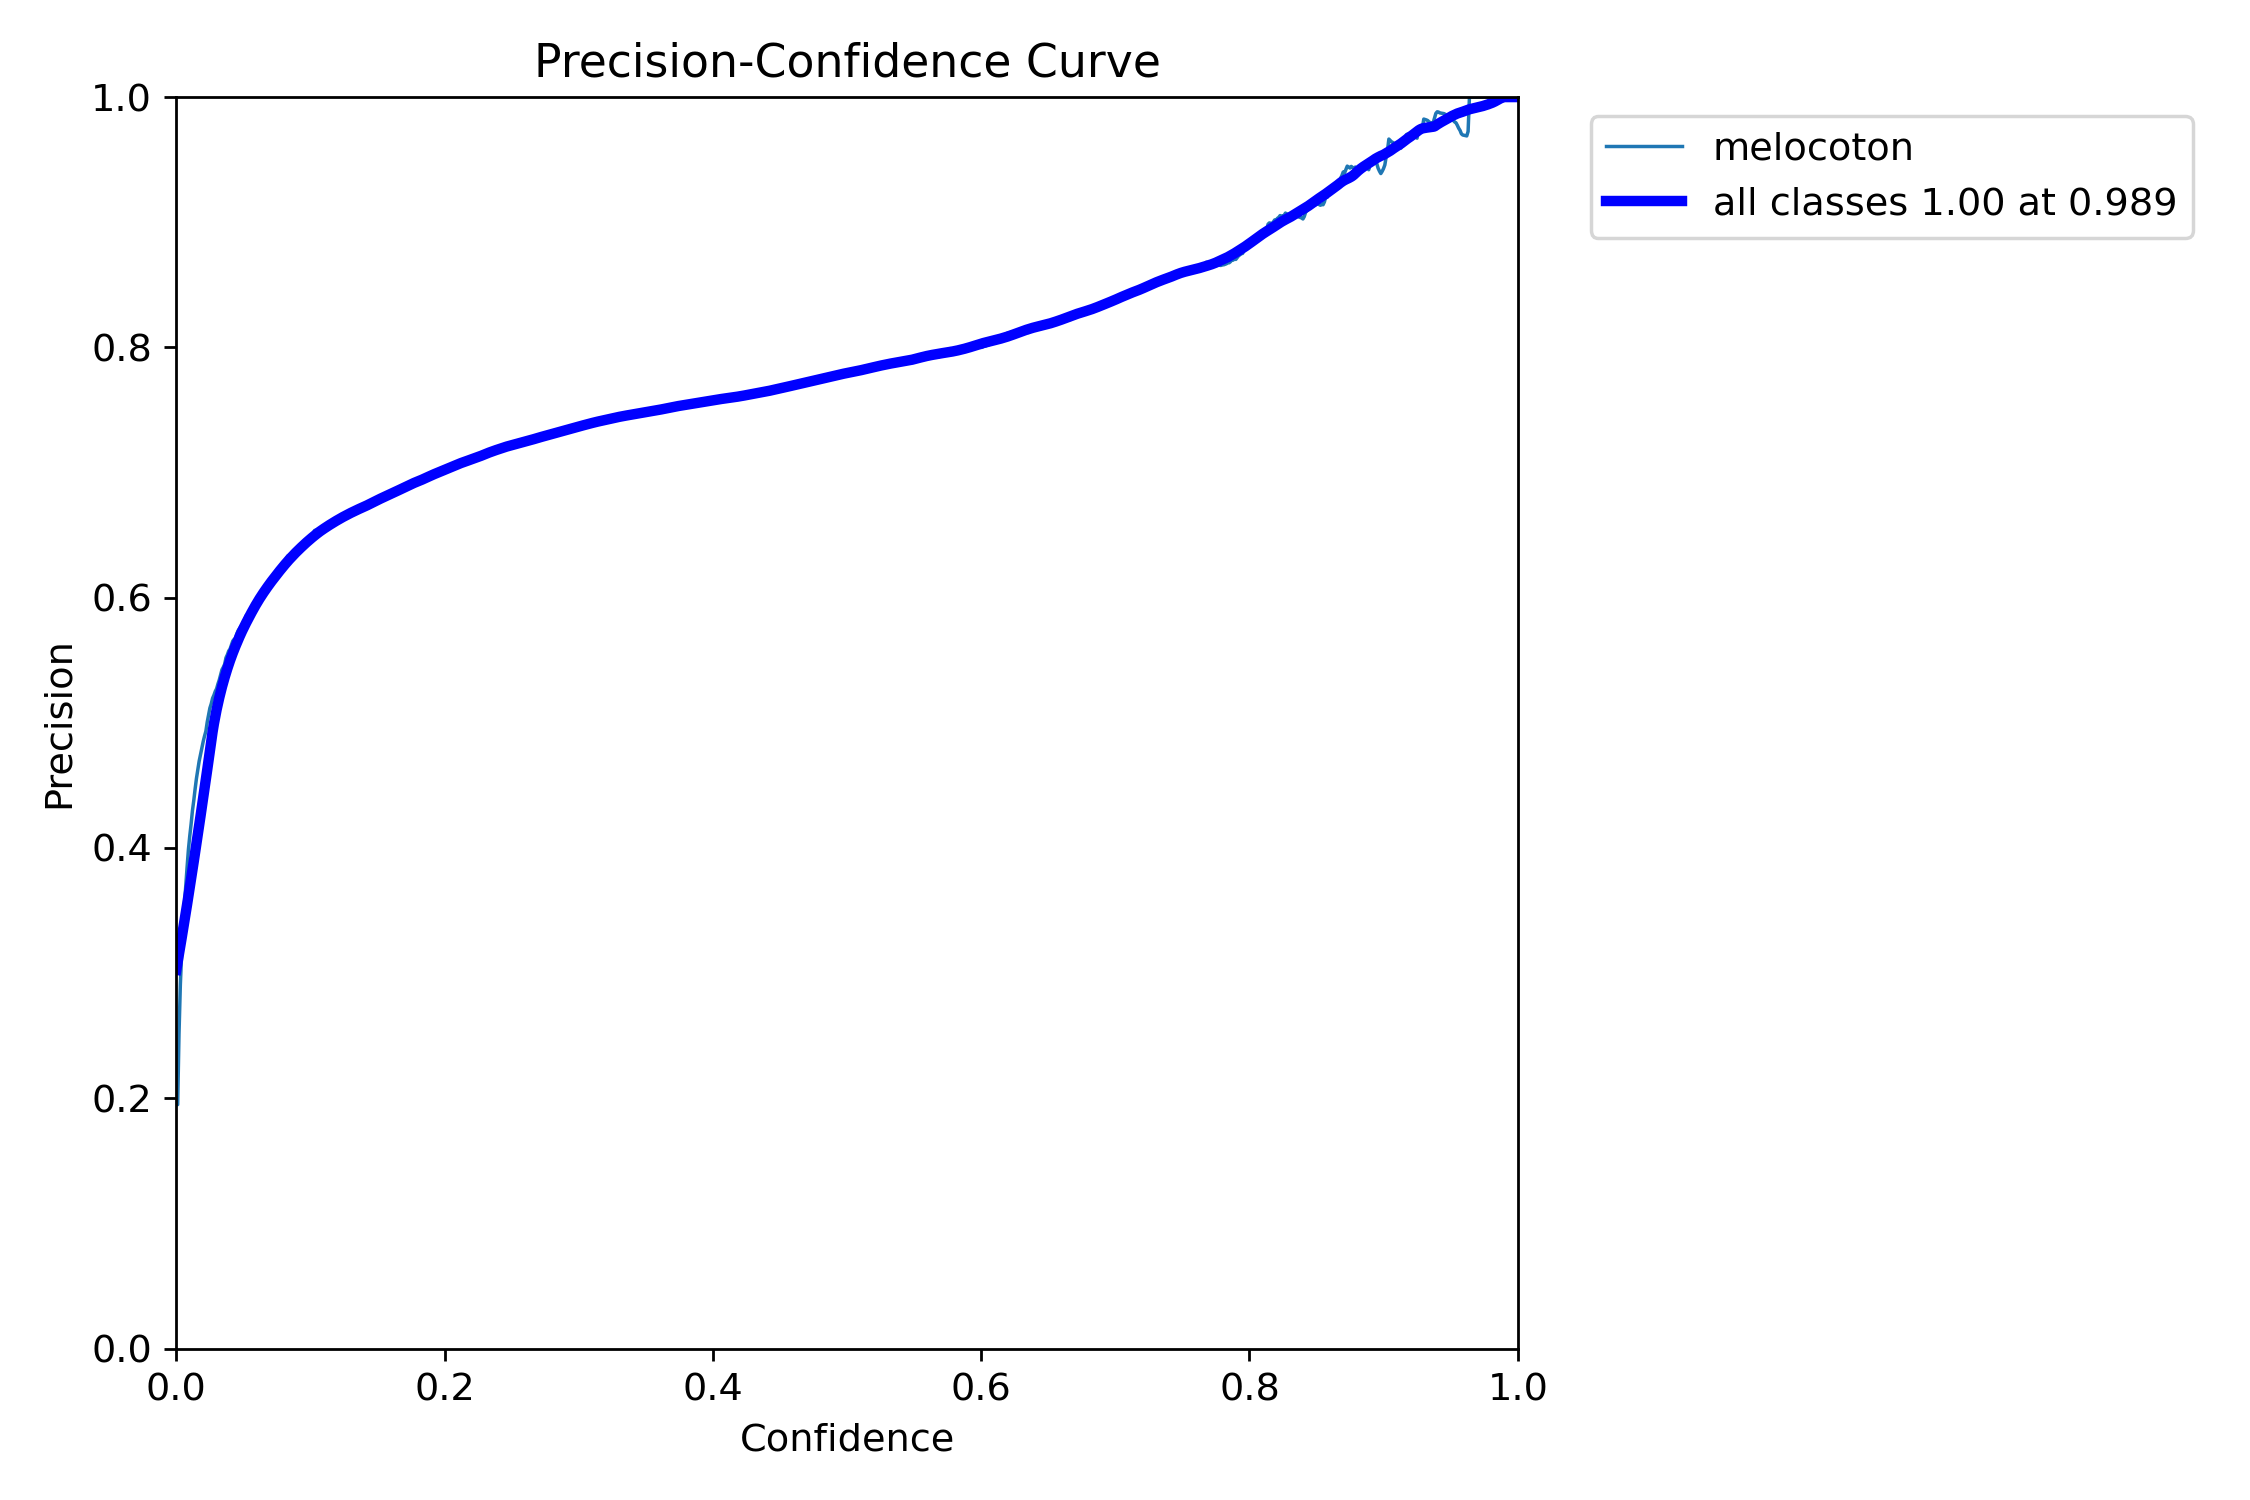 Precision-Confidence Curve
1.0
0.8
0.6
0.4
0.2
0.0
Precision
0.0 0.2 0.4 0.6 0.8 1.0
Confidence
melocoton
all classes 1.00 at 0.989